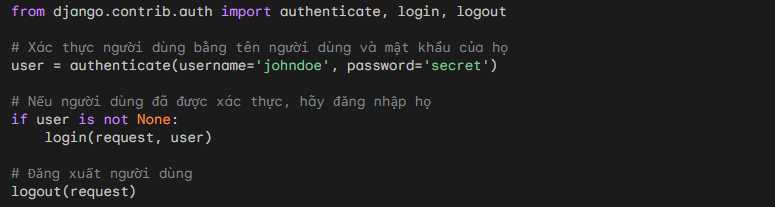 from django.contrib.auth import authenticate, login, logout
# Xác thực người dùng bằng tên người dùng và mật khẩu của họ
user = authenticate(username='johndoe', password='secret')
# Nếu người dùng đã được xác thực, hãy đăng nhập họ
if user is not None:
    login(request, user)
# Đăng xuất người dùng
logout(request)